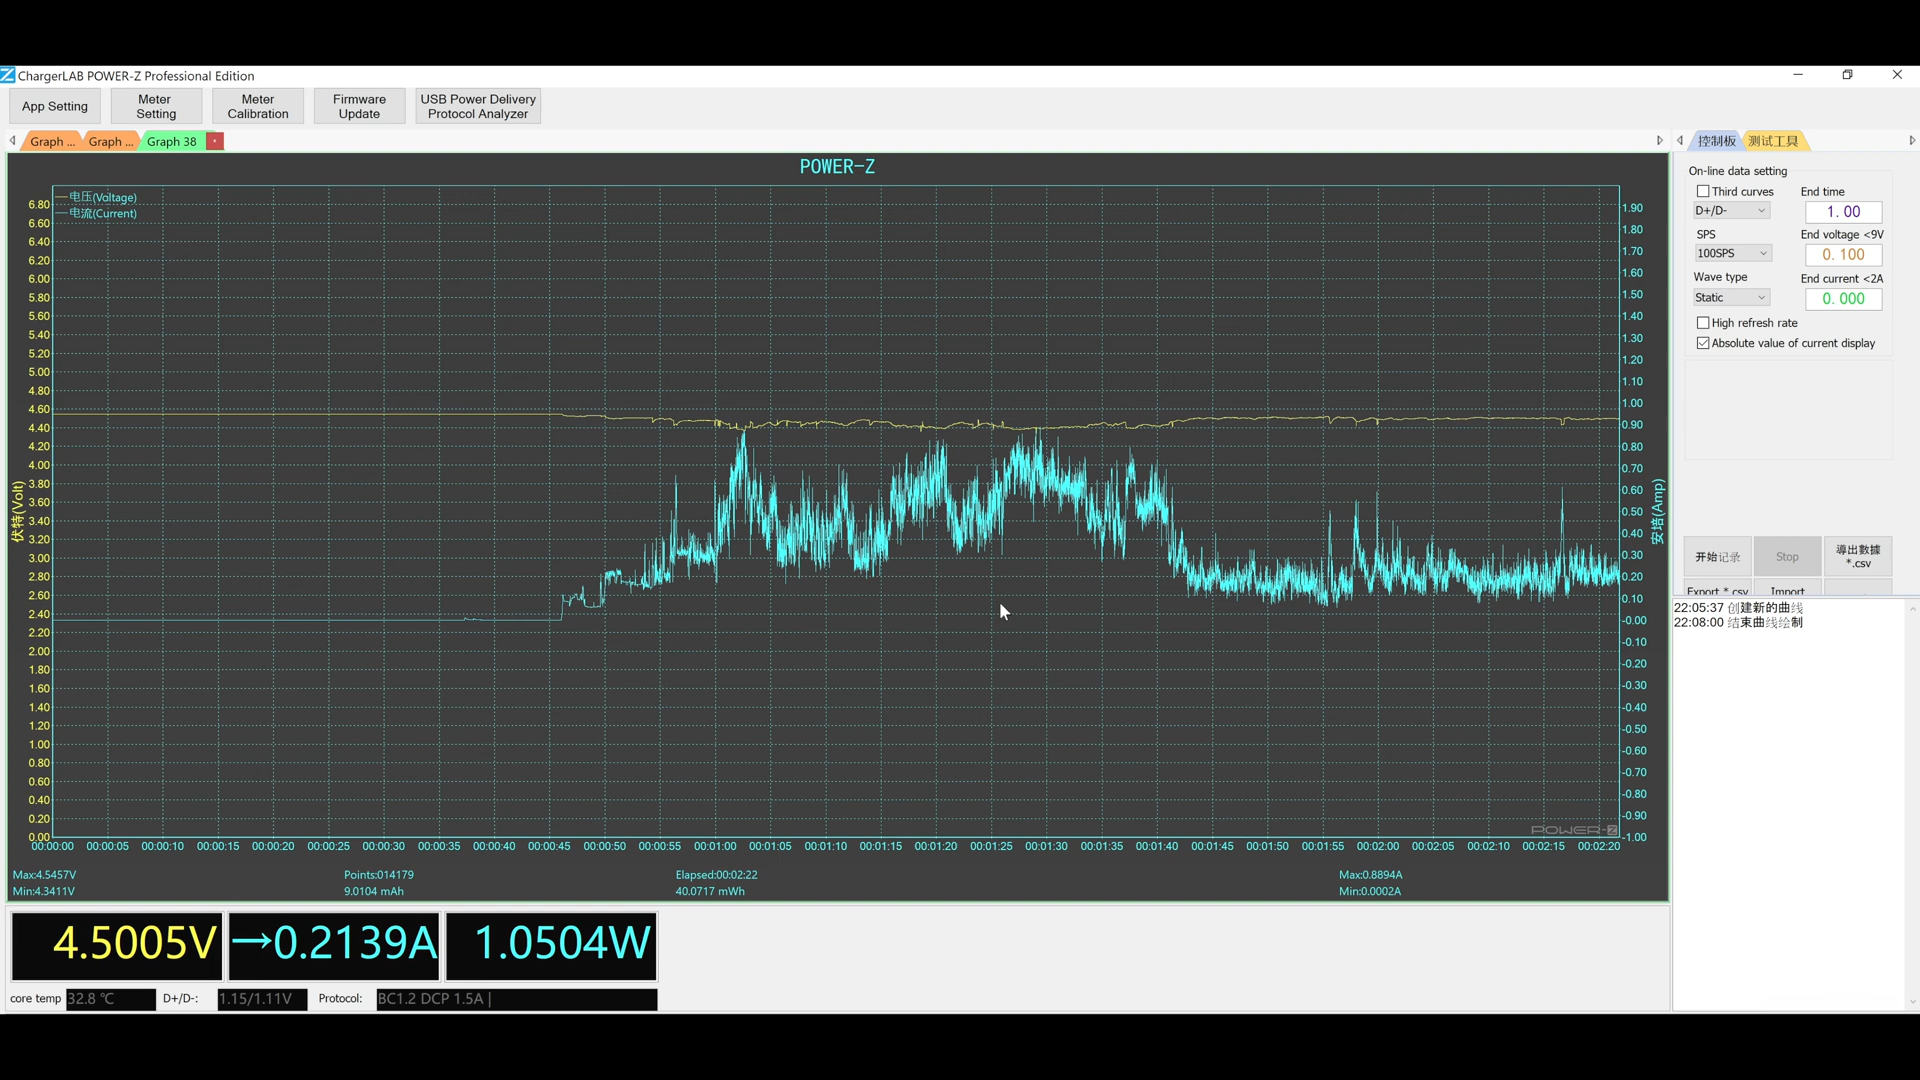 ChargerLAB POWER-Z Professional Edition
App Setting
Meter
Setting
Meter
Calibration
Firmware
Update
USB Power Delivery
Protocol Analyzer
Graph ...
Graph ...
Graph 38
控制板
测试工具
POWER-Z
电压(Voltage)
电流(Current)
6.80
6.60
6.40
6.20
6.00
5.80
5.60
5.40
5.20
5.00
4.80
4.60
4.40
4.20
4.00
3.80
3.60
3.40
3.20
3.00
2.80
2.60
2.40
2.20
2.00
1.80
1.60
1.40
1.20
1.00
0.80
0.60
0.40
0.20
0.00
伏特(Volt)
1.90
1.80
1.70
1.60
1.50
1.40
1.30
1.20
1.10
1.00
0.90
0.80
0.70
0.60
0.50
0.40
0.30
0.20
0.10
-0.00
-0.10
-0.20
-0.30
-0.40
-0.50
-0.60
-0.70
-0.80
-0.90
-1.00
安培(Amp)
POWER-Z
00:00:00 00:00:05 00:00:10 00:00:15 00:00:20 00:00:25 00:00:30 00:00:35 00:00:40 00:00:45 00:00:50 00:00:55 00:01:00 00:01:05 00:01:10 00:01:15 00:01:20 00:01:25 00:01:30 00:01:35 00:01:40 00:01:45 00:01:50 00:01:55 00:02:00 00:02:05 00:02:10 00:02:15 00:02:20
Max:4.5457V Points:014179 Elapsed:00:02:22 Max:0.8894A
Min:4.3411V 9.0104 mAh 40.0717 mWh Min:0.0002A
4.5005V
→0.2139A
1.0504W
core temp 32.8 ℃ D+/D-: 1.15/1.11V Protocol: BC1.2 DCP 1.5A |
On-line data setting
Third curves
End time
D+/D-
1.00
SPS
End voltage <9V
100SPS
0.100
Wave type
End current <2A
Static
0.000
High refresh rate
Absolute value of current display
开始记录
Stop
導出數據
*.csv
Export *.csv
Import
22:05:37 创建新的曲线
22:08:00 结束曲线绘制